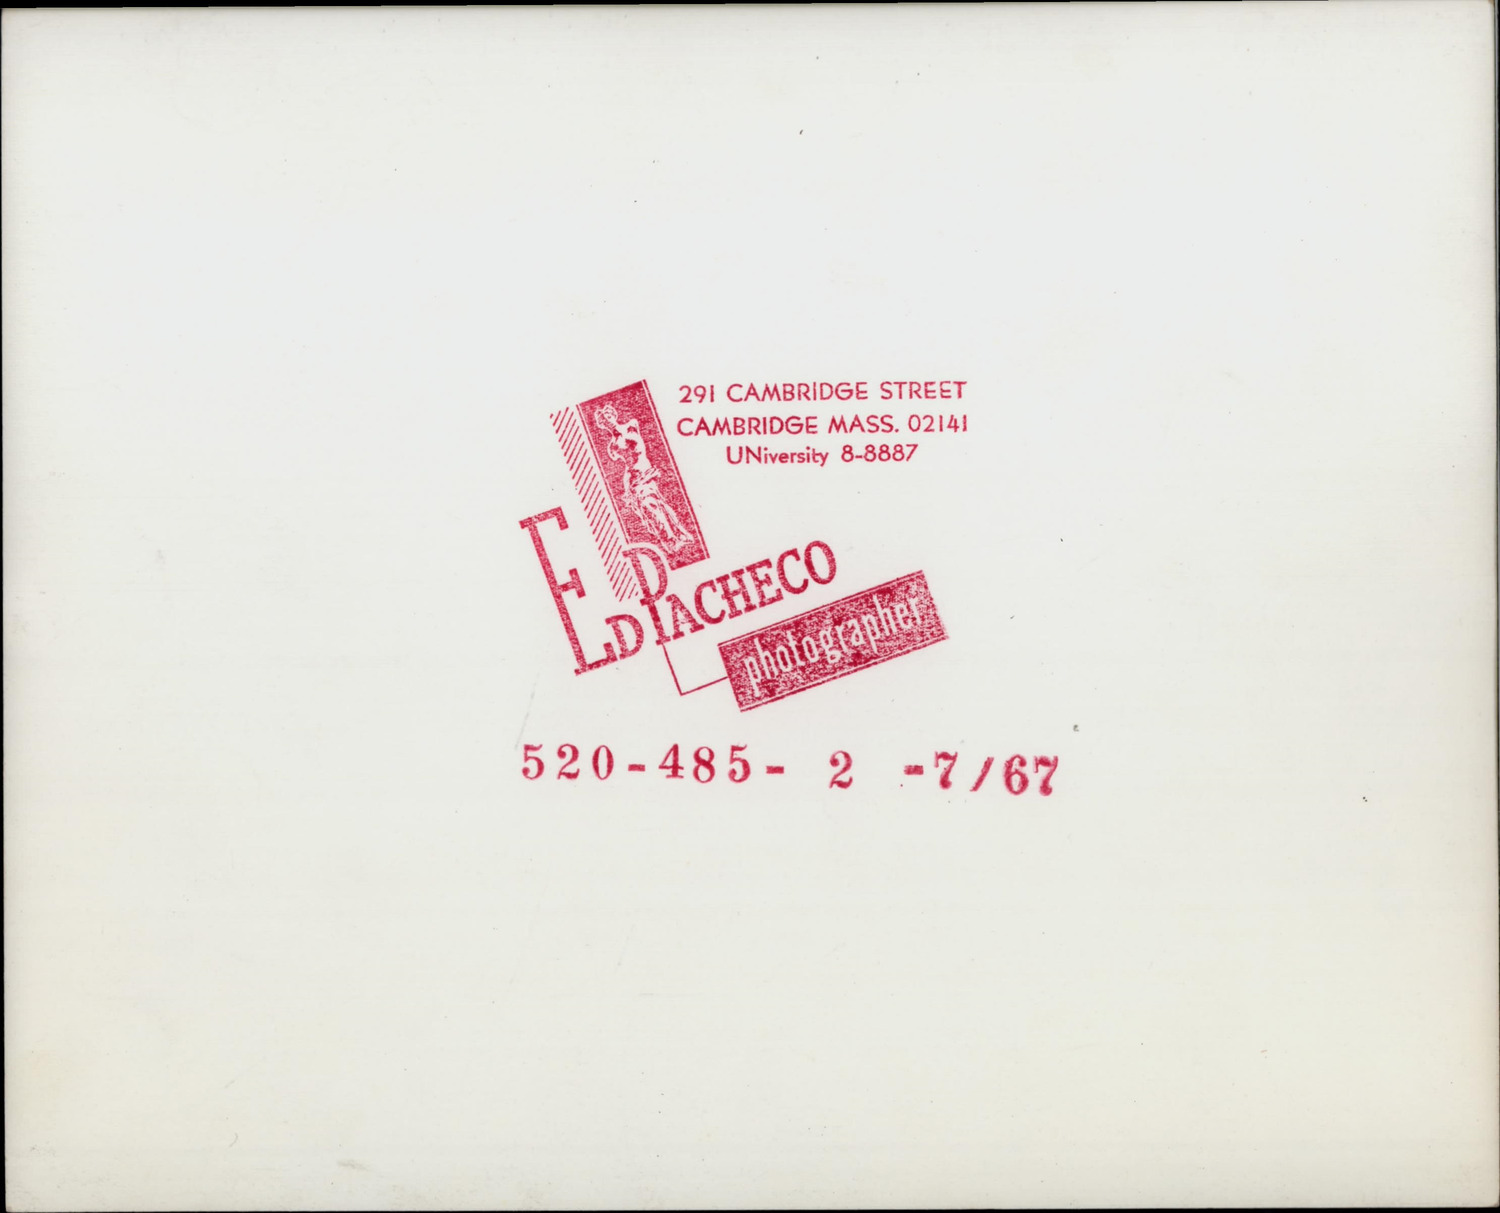 291 CAMBRIDGE STREET
CAMBRIDGE MASS. 02141
UNiversity 8-8887
ED PACHECO
photographer
520-485- 2 -7/67